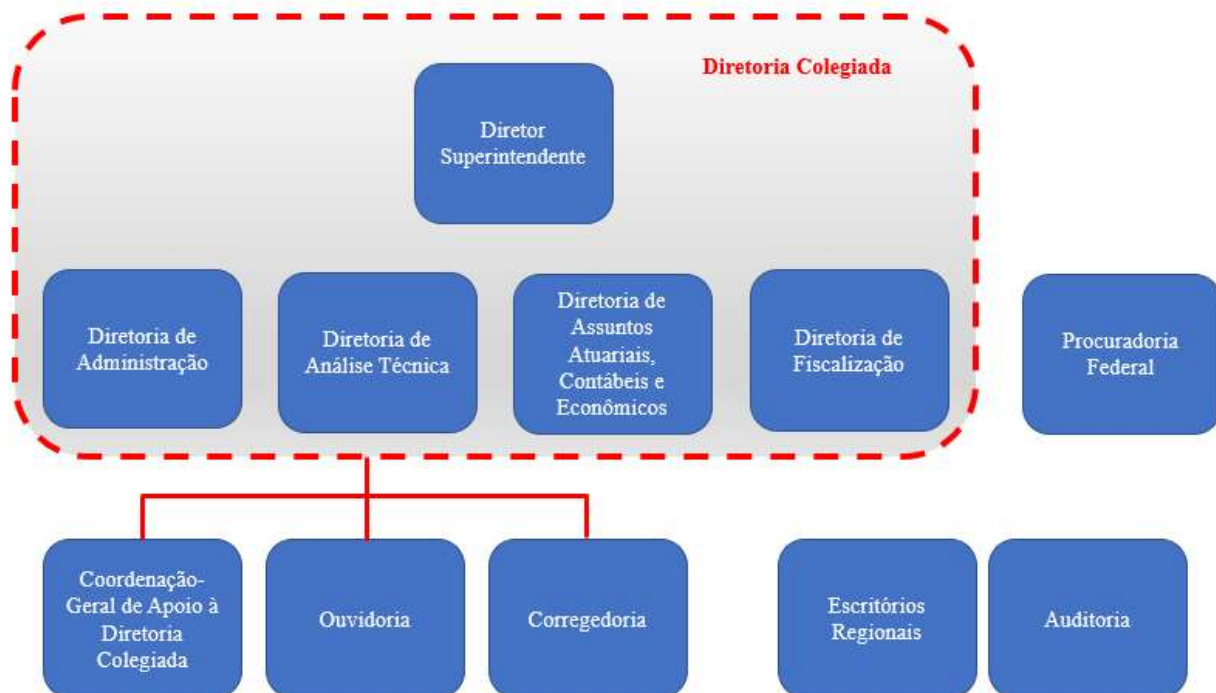 Diretoria Colegiada
Diretor
Superintendente
Diretoria de
Administração
Diretoria de
Análise Técnica
Diretoria de
Assuntos
Atuariais,
Contábeis e
Econômicos
Diretoria de
Fiscalização
Procuradoria
Federal
Coordenação-
Geral de Apoio à
Diretoria
Colegiada
Ouvidoria
Corregedoria
Escritórios
Regionais
Auditoria